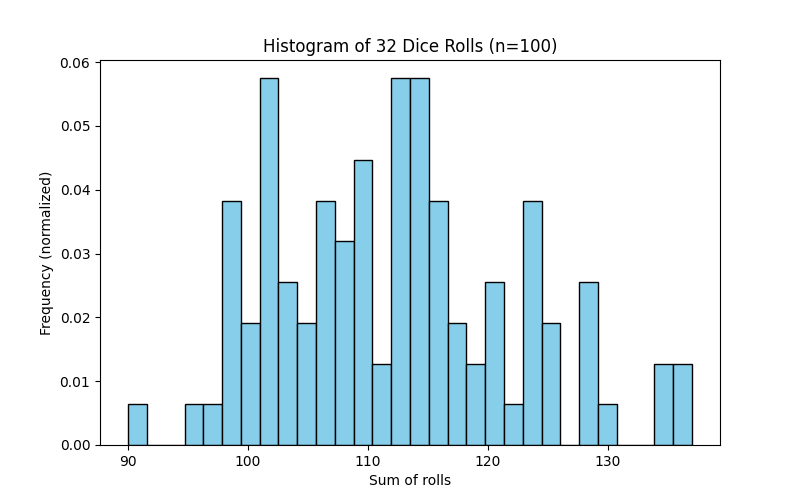 Histogram of 32 Dice Rolls (n=100)
Frequency (normalized)
0.06
0.05
0.04
0.03
0.02
0.01
0.00
90 100 110 120 130
Sum of rolls